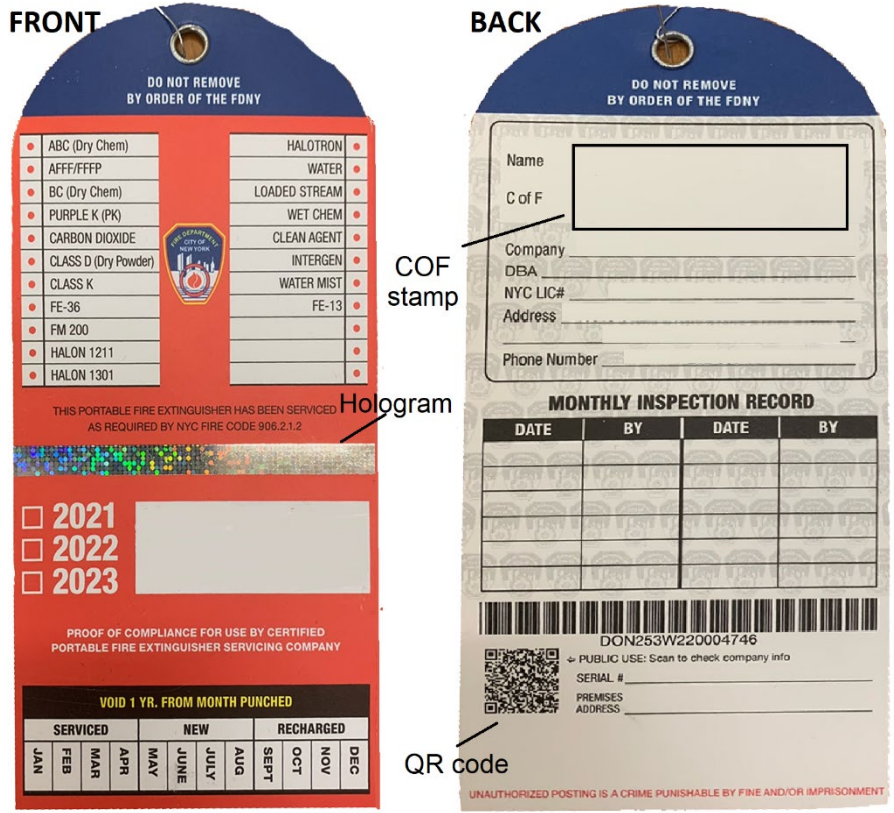 FRONT
DO NOT REMOVE
BY ORDER OF THE FDNY
ABC (Dry Chem)
AFFF/FFFP
BC (Dry Chem)
PURPLE K (PK)
CARBON DIOXIDE
CLASS D (Dry Powder)
CLASS K
FE-36
FM 200
HALON 1211
HALON 1301
HALOTRON
WATER
LOADED STREAM
WET CHEM
CLEAN AGENT
INTERGEN
WATER MIST
FE-13
FIRE DEPARTMENT
CITY OF
NEW YORK
THIS PORTABLE FIRE EXTINGUISHER HAS BEEN SERVICED
AS REQUIRED BY NYC FIRE CODE 906.2.1.2
Hologram
2021
2022
2023
PROOF OF COMPLIANCE FOR USE BY CERTIFIED
PORTABLE FIRE EXTINGUISHER SERVICING COMPANY
VOID 1 YR. FROM MONTH PUNCHED
SERVICED NEW RECHARGED
JAN FEB MAR APR MAY JUNE JULY AUG SEPT OCT NOV DEC
BACK
DO NOT REMOVE
BY ORDER OF THE FDNY
Name
C of F
COF
stamp
Company
DBA
NYC LIC#
Address
Phone Number
MONTHLY INSPECTION RECORD
DATE BY DATE BY
DON253W220004746
← PUBLIC USE: Scan to check company info
SERIAL #
PREMISES
ADDRESS
QR code
UNAUTHORIZED POSTING IS A CRIME PUNISHABLE BY FINE AND/OR IMPRISONMENT